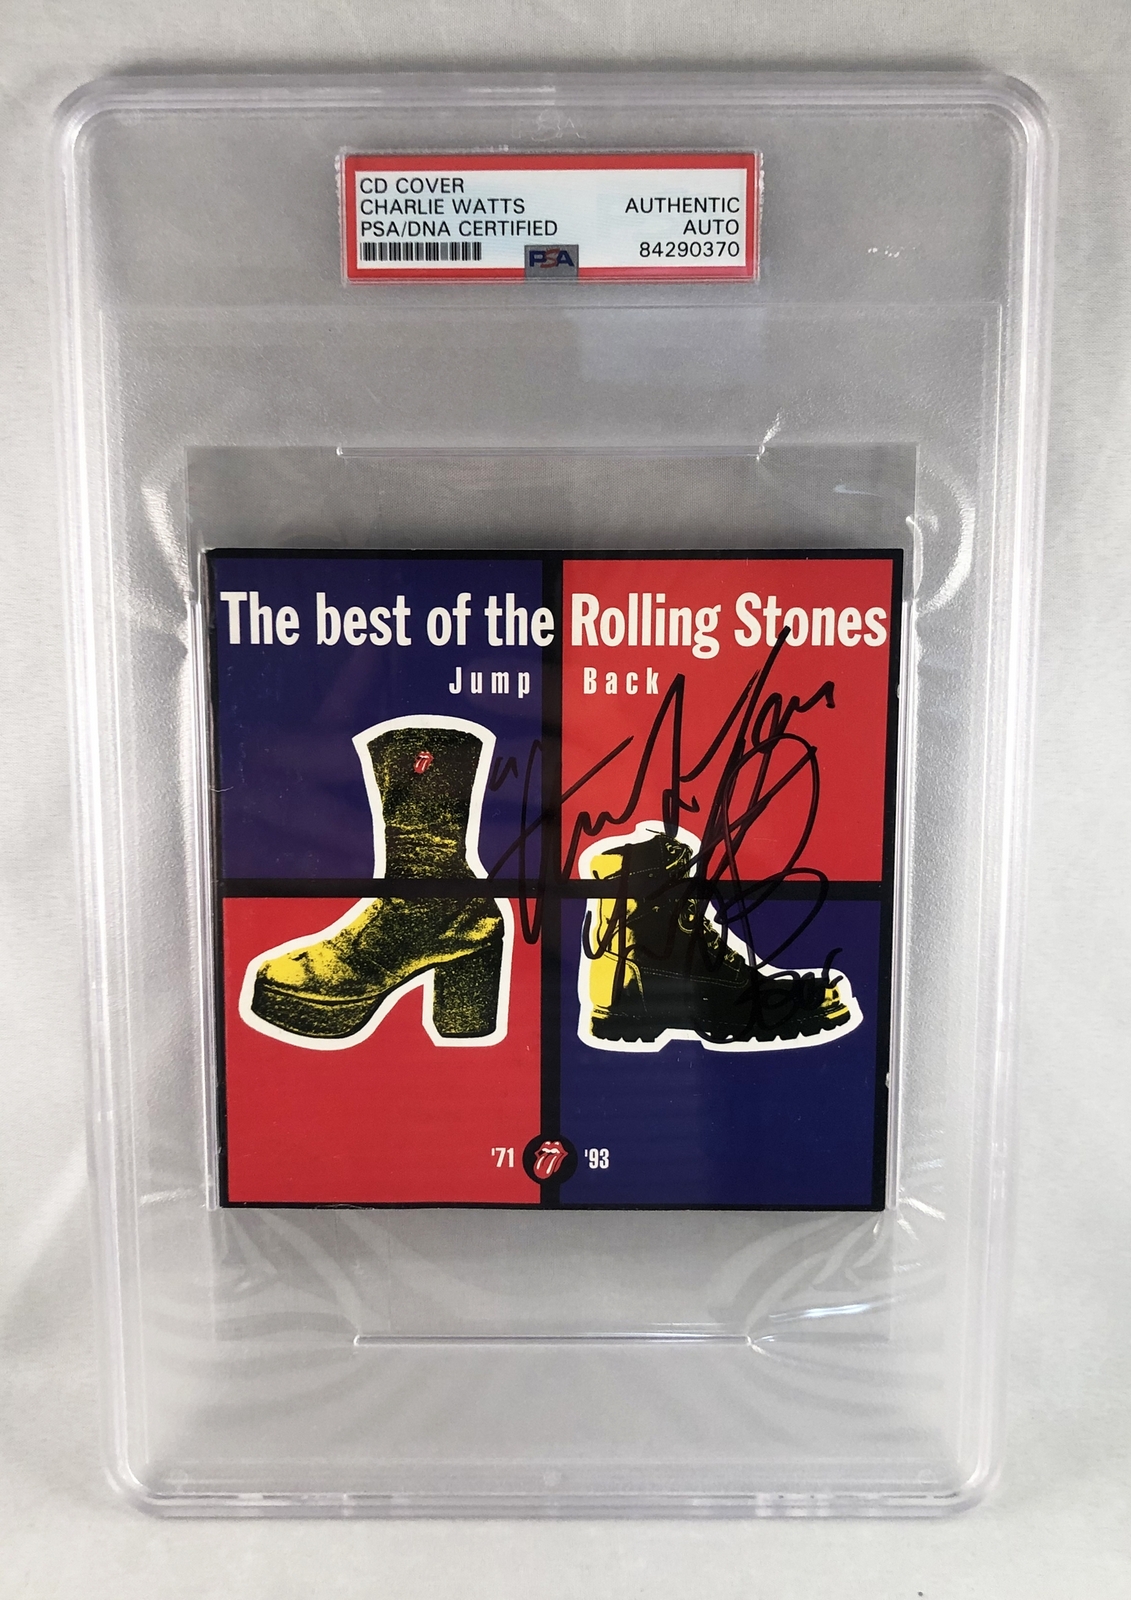 CD COVER
CHARLIE WATTS
PSA/DNA CERTIFIED
AUTHENTIC
AUTO
84290370
PSA
The best of the Rolling Stones
Jump Back
'71 '93